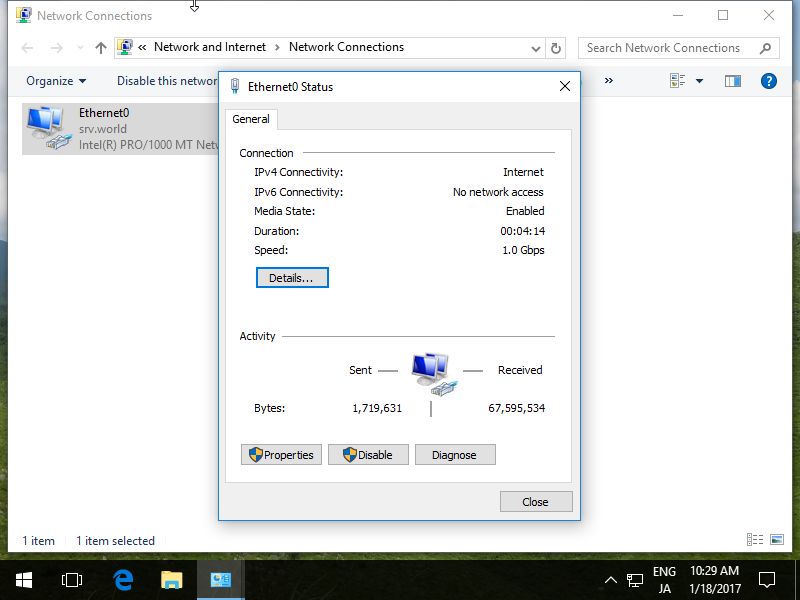 Network Connections
« Network and Internet › Network Connections
Search Network Connections
Organize
Disable this networ
»
?
Ethernet0
srv.world
Intel(R) PRO/1000 MT Netw
Ethernet0 Status
General
Connection
IPv4 Connectivity: Internet
IPv6 Connectivity: No network access
Media State: Enabled
Duration: 00:04:14
Speed: 1.0 Gbps
Details...
Activity
Sent — — Received
Bytes: 1,719,631 | 67,595,534
Properties
Disable
Diagnose
Close
1 item 1 item selected
ENG
JA
10:29 AM
1/18/2017